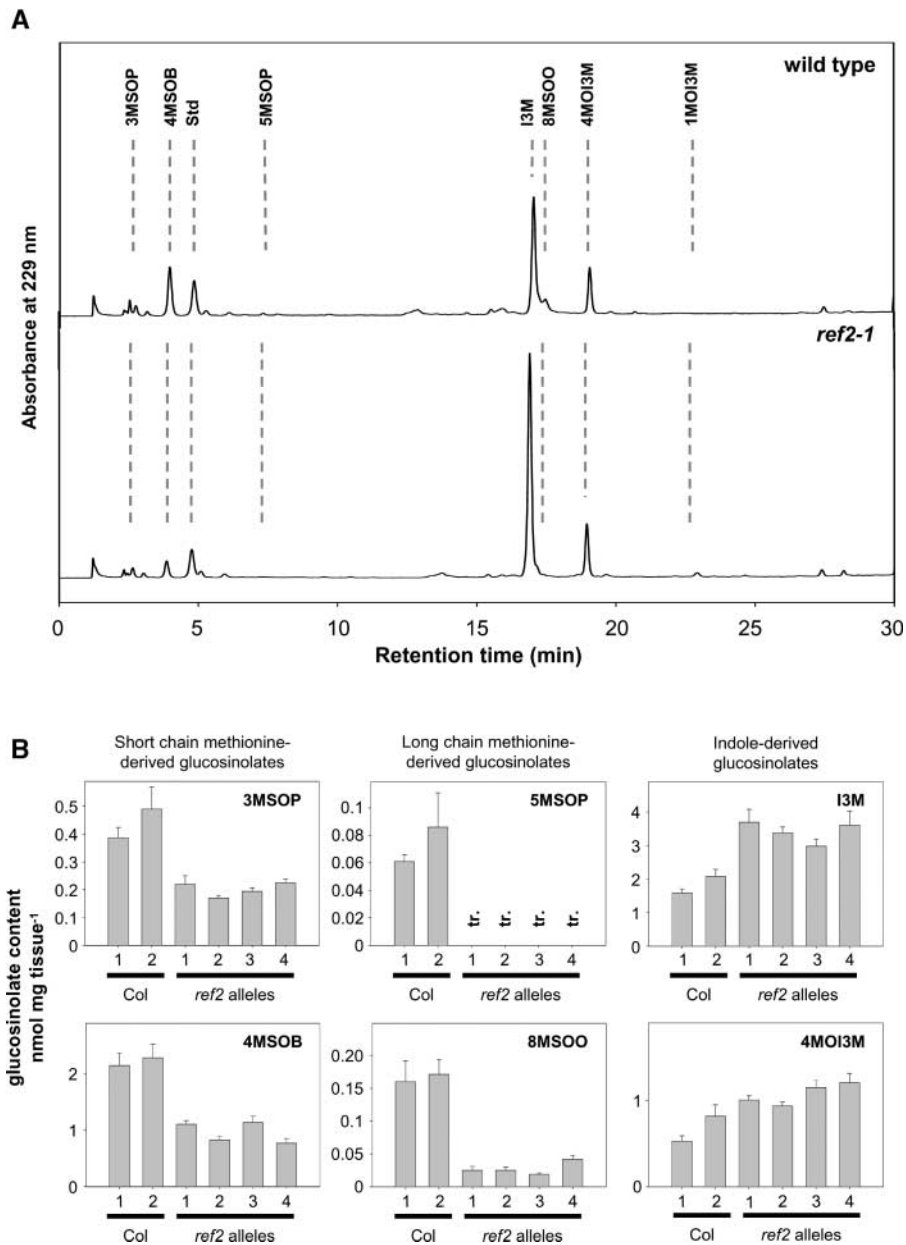 A
wild type
3MSOP
4MSOB
Std
5MSOP
I3M
8MSOO
4MOI3M
1MOI3M
ref2-1
Absorbance at 229 nm
0 5 10 15 20 25 30
Retention time (min)
B
Short chain methionine-
derived glucosinolates
Long chain methionine-
derived glucosinolates
Indole-derived
glucosinolates
glucosinolate content
nmol mg tissue⁻¹
3MSOP
0.5
0.4
0.3
0.2
0.1
0
1 2 1 2 3 4
Col ref2 alleles
5MSOP
0.1
0.08
0.06
0.04
0.02
0
tr. tr. tr. tr.
1 2 1 2 3 4
Col ref2 alleles
I3M
4
3
2
1
0
1 2 1 2 3 4
Col ref2 alleles
4MSOB
2
1
0
1 2 1 2 3 4
Col ref2 alleles
8MSOO
0.20
0.15
0.10
0.05
0
1 2 1 2 3 4
Col ref2 alleles
4MOI3M
1
0
1 2 1 2 3 4
Col ref2 alleles